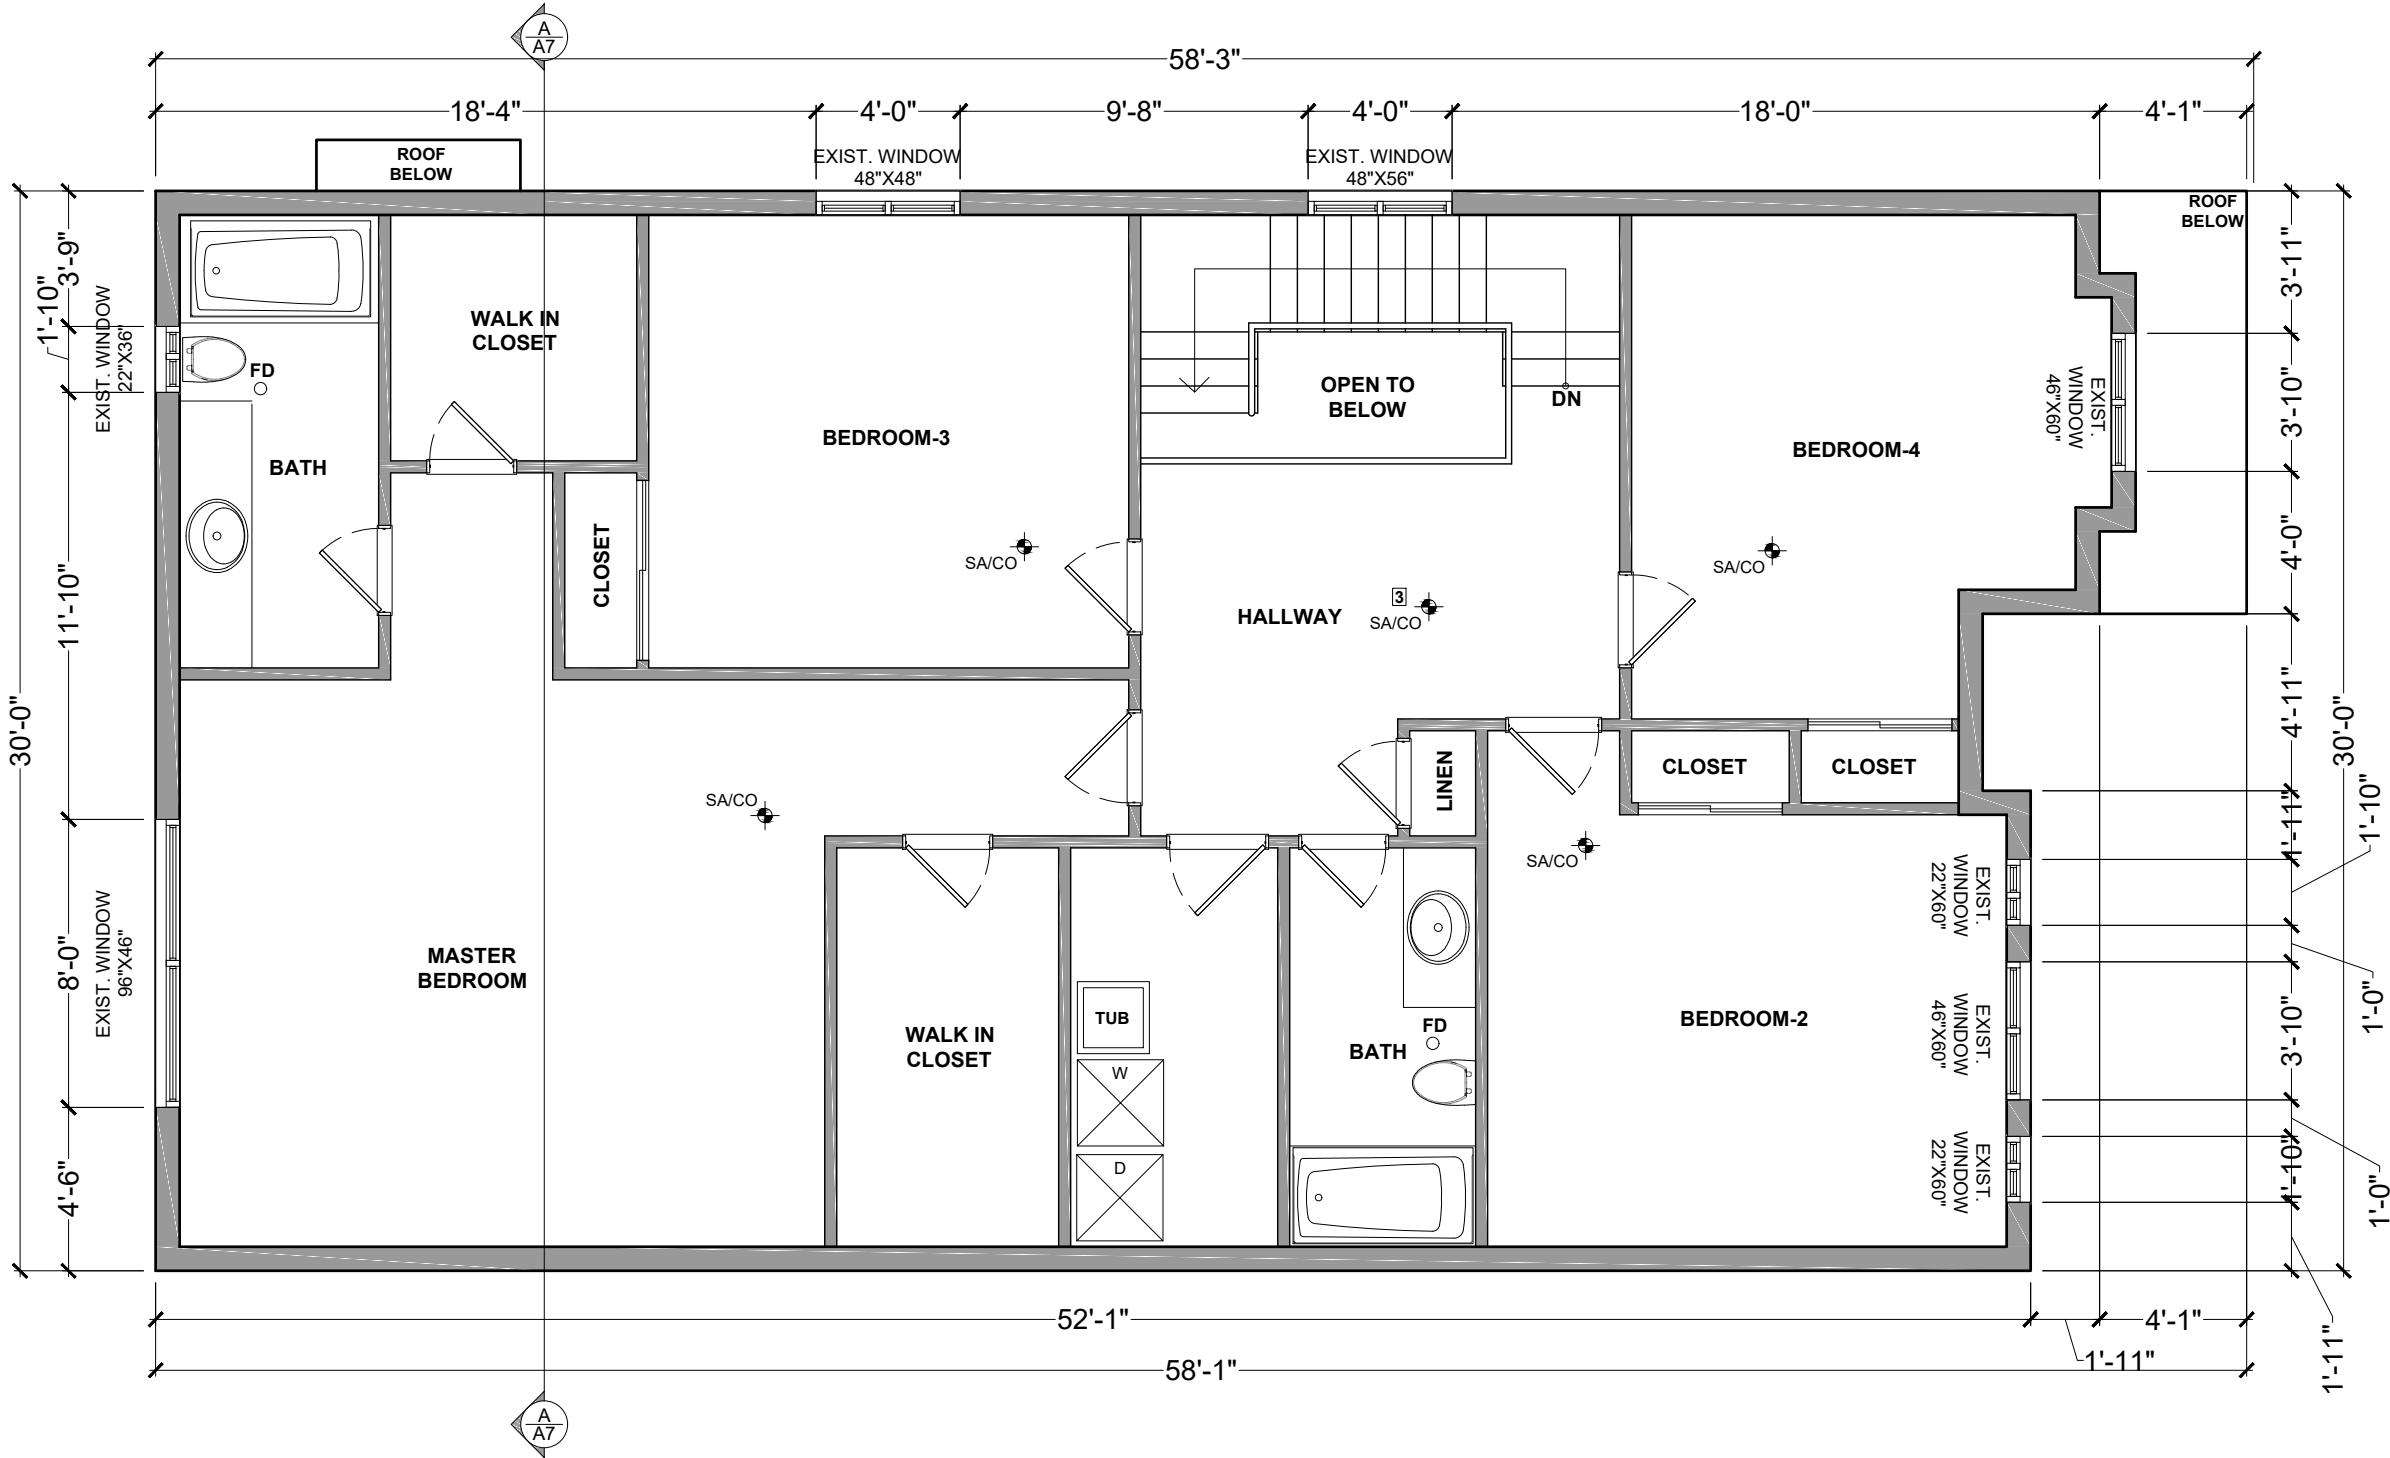 A
A7
58'-3"
18'-4"
4'-0"
9'-8"
4'-0"
18'-0"
4'-1"
ROOF
BELOW
EXIST. WINDOW
48"X48"
EXIST. WINDOW
48"X56"
ROOF
BELOW
3'-9"
1'-10"
EXIST. WINDOW
22"X36"
11'-10"
30'-0"
8'-0"
EXIST. WINDOW
96"X46"
4'-6"
WALK IN
CLOSET
FD
BATH
CLOSET
BEDROOM-3
SA/CO
OPEN TO
BELOW
DN
HALLWAY
3
SA/CO
BEDROOM-4
SA/CO
EXIST.
WINDOW
46"X60"
3'-11"
3'-10"
4'-0"
4'-11"
30'-0"
1'-11"
1'-10"
1'-0"
3'-10"
1'-10"
1'-0"
1'-11"
LINEN
CLOSET
CLOSET
SA/CO
MASTER
BEDROOM
WALK IN
CLOSET
TUB
W
D
FD
BATH
SA/CO
BEDROOM-2
EXIST.
WINDOW
22"X60"
EXIST.
WINDOW
46"X60"
EXIST.
WINDOW
22"X60"
52'-1"
4'-1"
1'-11"
58'-1"
A
A7